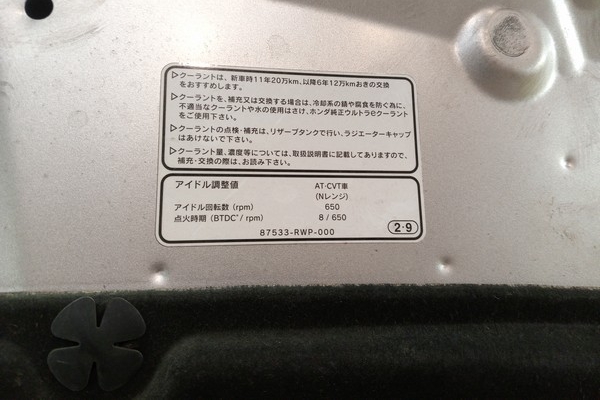 ▷クーラントは、新車時11年20万km、以降6年12万kmおきの交換
をおすすめします。
▷クーラントを、補充又は交換する場合は、冷却系の錆や腐食を防ぐ為に、
不適当なクーラントや水の使用はさけ、ホンダ純正ウルトラeクーラント
をご使用下さい。
▷クーラントの点検・補充は、リザーブタンクで行い、ラジエーターキャップ
はあけないで下さい。
▷クーラント量、濃度等については、取扱説明書に記載してありますので、
補充・交換の際は、お読み下さい。
アイドル調整値 AT・CVT車
(Nレンジ)
アイドル回転数 (rpm) 650
点火時期 (BTDC°/rpm) 8 / 650
87533-RWP-000 2・9